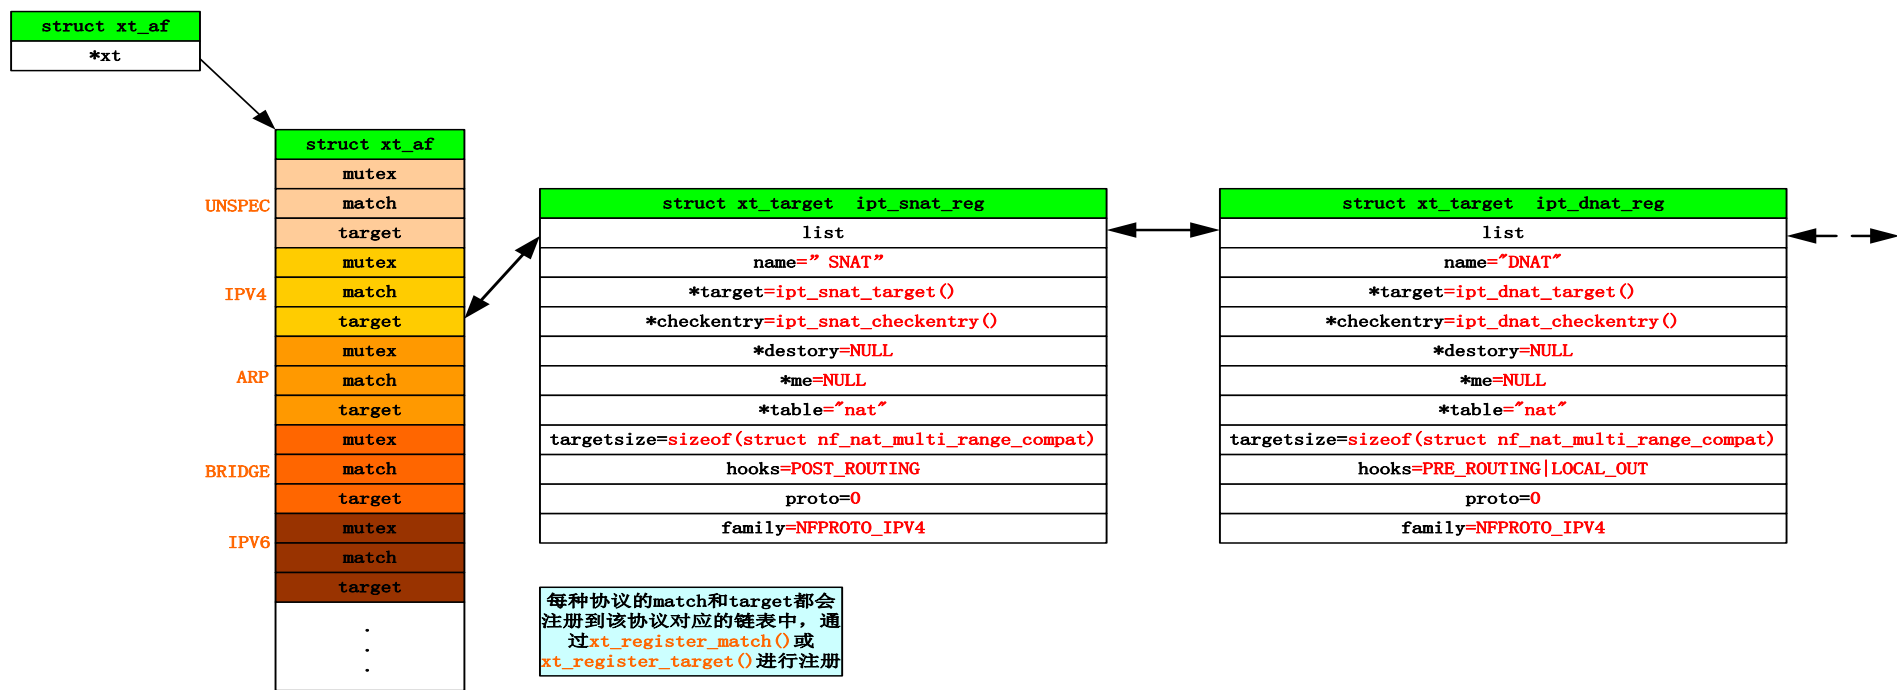 struct xt_af
*xt
struct xt_af
mutex
UNSPEC
match
target
mutex
IPV4
match
target
mutex
ARP
match
target
mutex
BRIDGE
match
target
mutex
IPV6
match
target
.
.
.
struct xt_target  ipt_snat_reg
list
name=”SNAT”
*target=ipt_snat_target()
*checkentry=ipt_snat_checkentry()
*destory=NULL
*me=NULL
*table="nat"
targetsize=sizeof(struct nf_nat_multi_range_compat)
hooks=POST_ROUTING
proto=0
family=NFPROTO_IPV4
struct xt_target  ipt_dnat_reg
list
name="DNAT"
*target=ipt_dnat_target()
*checkentry=ipt_dnat_checkentry()
*destory=NULL
*me=NULL
*table="nat"
targetsize=sizeof(struct nf_nat_multi_range_compat)
hooks=PRE_ROUTING|LOCAL_OUT
proto=0
family=NFPROTO_IPV4
每种协议的match和target都会
注册到该协议对应的链表中，通
过xt_register_match()或
xt_register_target()进行注册